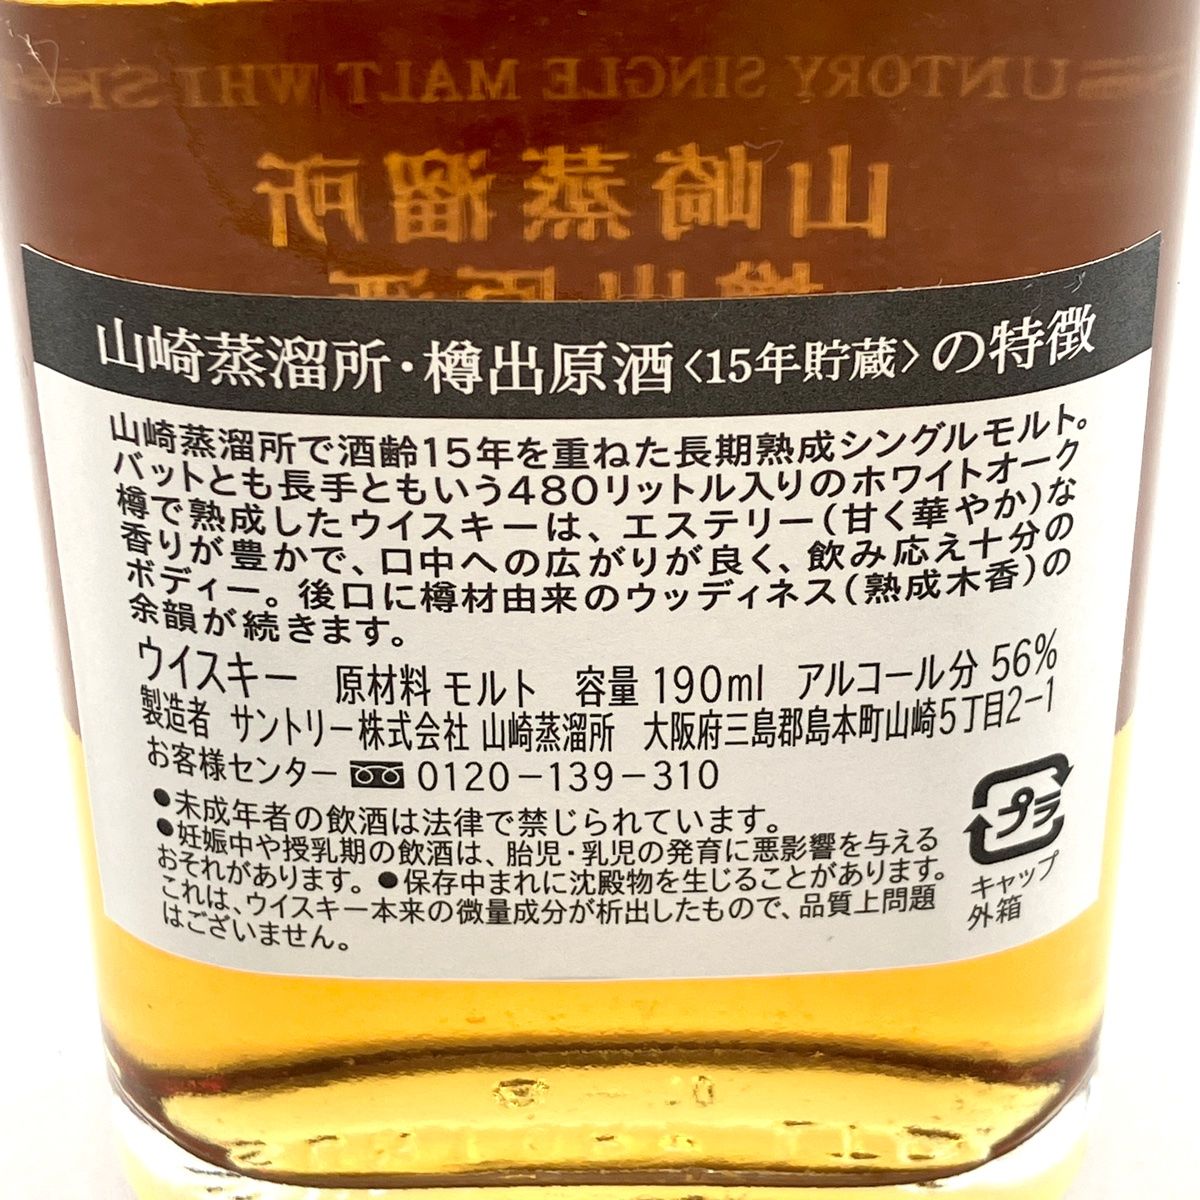 SUNTORY SINGLE MALT WHISK
山崎蒸溜所
樽出原酒
山崎蒸溜所・樽出原酒〈15年貯蔵〉の特徴
山崎蒸溜所で酒齢15年を重ねた長期熟成シングルモルト。
バットとも長手ともいう480リットル入りのホワイトオーク
樽で熟成したウイスキーは、エステリー(甘く華やか)な
香りが豊かで、口中への広がりが良く、飲み応え十分の
ボディー。後口に樽材由来のウッディネス(熟成木香)の
余韻が続きます。
ウイスキー 原材料 モルト 容量 190ml アルコール分 56%
製造者 サントリー株式会社 山崎蒸溜所 大阪府三島郡島本町山崎5丁目2-1
お客様センター 0120-139-310
●未成年者の飲酒は法律で禁じられています。
●妊娠中や授乳期の飲酒は、胎児・乳児の発育に悪影響を与える
おそれがあります。●保存中まれに沈殿物を生じることがあります。
これは、ウイスキー本来の微量成分が析出したもので、品質上問題
はございません。
プラ
キャップ
外箱